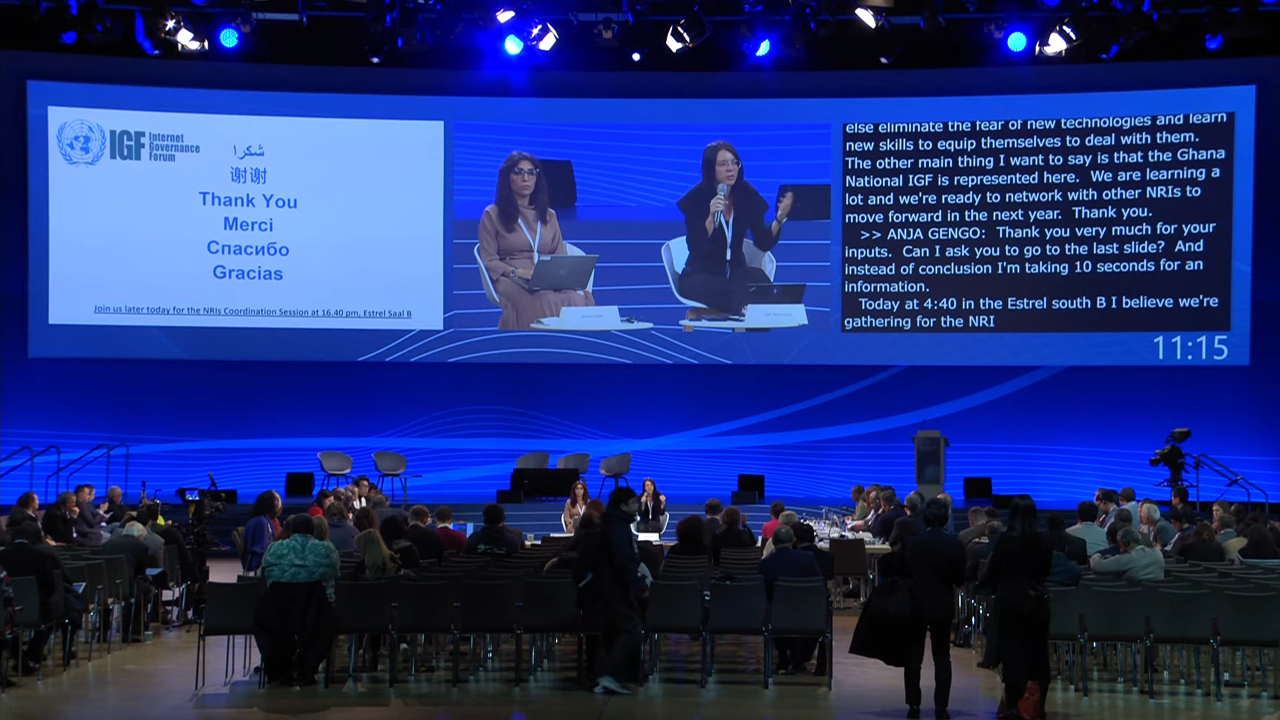 IGF Internet
Governance
Forum
شكرا
谢谢
Thank You
Merci
Спасибо
Gracias
Join us later today for the NRIs Coordination Session at 16.40 pm, Estrel Saal B
else eliminate the fear of new technologies and learn
new skills to equip themselves to deal with them.
The other main thing I want to say is that the Ghana
National IGF is represented here. We are learning a
lot and we're ready to network with other NRIs to
move forward in the next year. Thank you.
>> ANJA GENGO: Thank you very much for your
inputs. Can I ask you to go to the last slide? And
instead of conclusion I'm taking 10 seconds for an
information.
Today at 4:40 in the Estrel south B I believe we're
gathering for the NRI
11:15